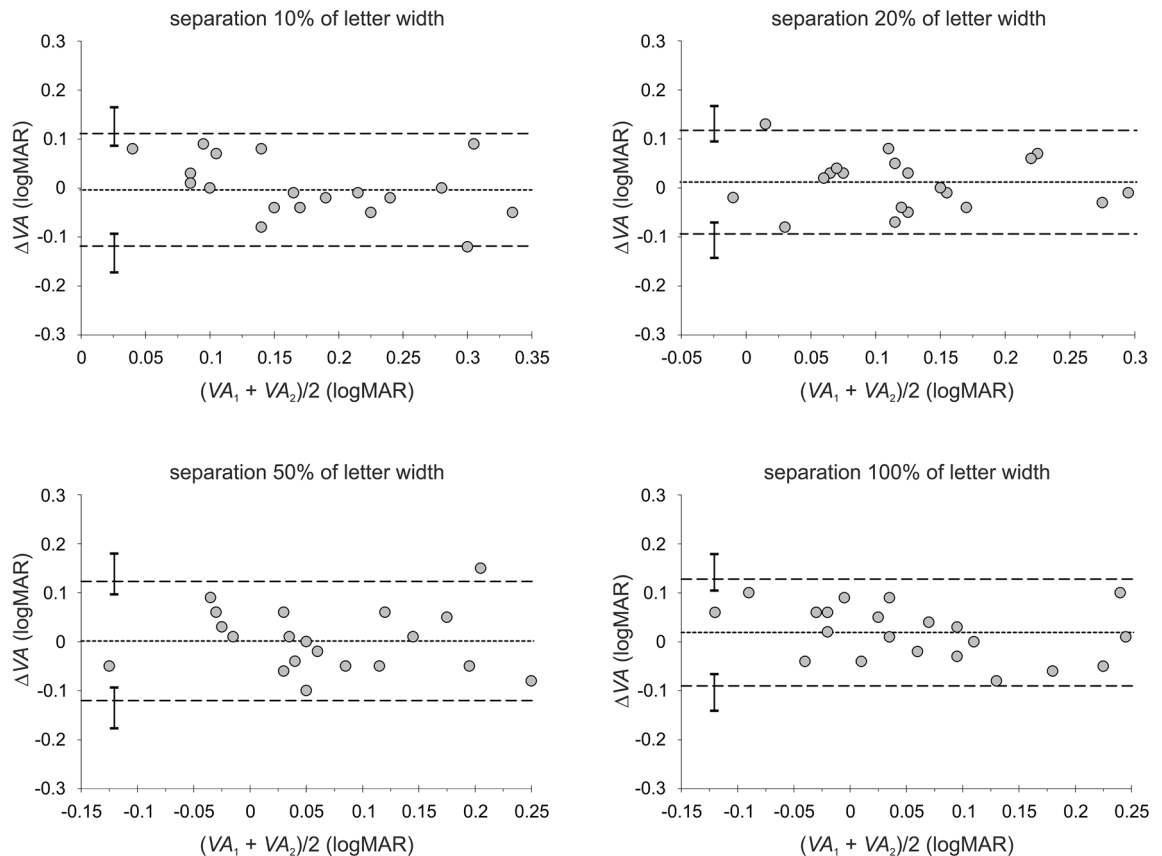 separation 10% of letter width
0.3
0.2
0.1
0
-0.1
-0.2
-0.3
ΔVA (logMAR)
0 0.05 0.1 0.15 0.2 0.25 0.3 0.35
(VA₁ + VA₂)/2 (logMAR)
separation 20% of letter width
0.3
0.2
0.1
0
-0.1
-0.2
-0.3
ΔVA (logMAR)
-0.05 0 0.05 0.1 0.15 0.2 0.25 0.3
(VA₁ + VA₂)/2 (logMAR)
separation 50% of letter width
0.3
0.2
0.1
0
-0.1
-0.2
-0.3
ΔVA (logMAR)
-0.15 -0.1 -0.05 0 0.05 0.1 0.15 0.2 0.25
(VA₁ + VA₂)/2 (logMAR)
separation 100% of letter width
0.3
0.2
0.1
0
-0.1
-0.2
-0.3
ΔVA (logMAR)
-0.15 -0.1 -0.05 0 0.05 0.1 0.15 0.2 0.25
(VA₁ + VA₂)/2 (logMAR)